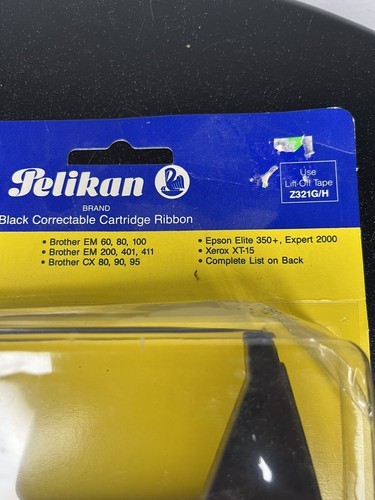 Pelikan
BRAND
Black Correctable Cartridge Ribbon
Use
Lift-Off Tape
Z321G/H
• Brother EM 60, 80, 100
• Brother EM 200, 401, 411
• Brother CX 80, 90, 95
• Epson Elite 350+, Expert 2000
• Xerox XT-15
• Complete List on Back